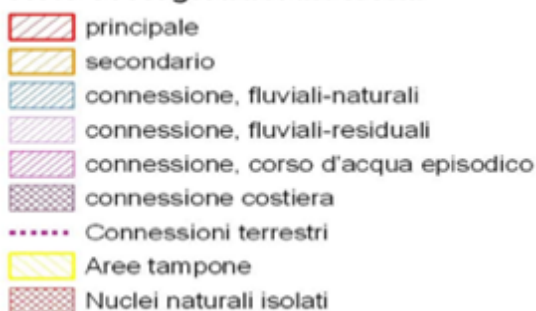 principale
secondario
connessione, fluviali-naturali
connessione, fluviali-residuali
connessione, corso d'acqua episodico
connessione costiera
Connessioni terrestri
Aree tampone
Nuclei naturali isolati